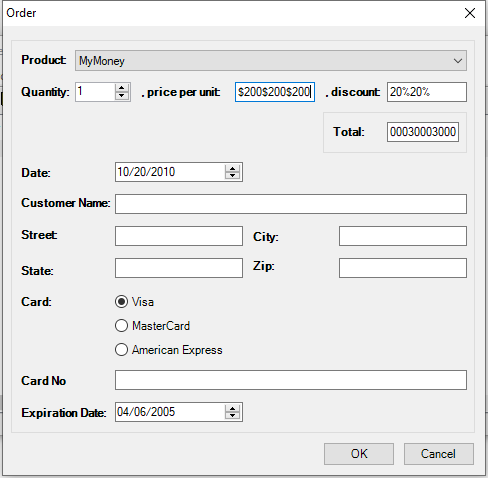 Order
Product: MyMoney
Quantity: 1 , price per unit: $200$200$200 , discount: 20%20%
Total: 00030003000
Date: 10/20/2010
Customer Name:
Street: City:
State: Zip:
Card: Visa
MasterCard
American Express
Card No
Expiration Date: 04/06/2005
OK Cancel